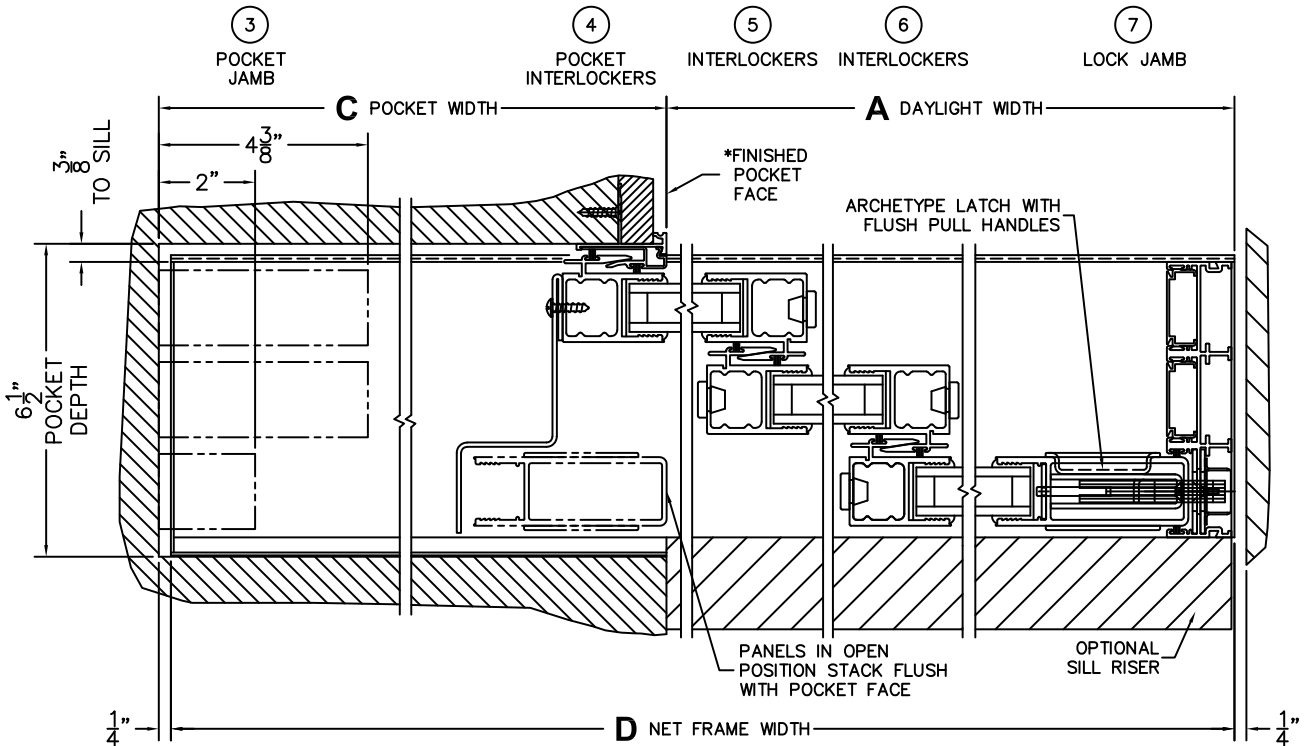 3
POCKET
JAMB
4
POCKET
INTERLOCKERS
5
INTERLOCKERS
6
INTERLOCKERS
7
LOCK JAMB
C POCKET WIDTH
A DAYLIGHT WIDTH
3/8"
TO SILL
4 3/8"
2"
*FINISHED
POCKET
FACE
ARCHETYPE LATCH WITH
FLUSH PULL HANDLES
6 1/2"
POCKET
DEPTH
PANELS IN OPEN
POSITION STACK FLUSH
WITH POCKET FACE
OPTIONAL
SILL RISER
1/4"
D NET FRAME WIDTH
1/4"